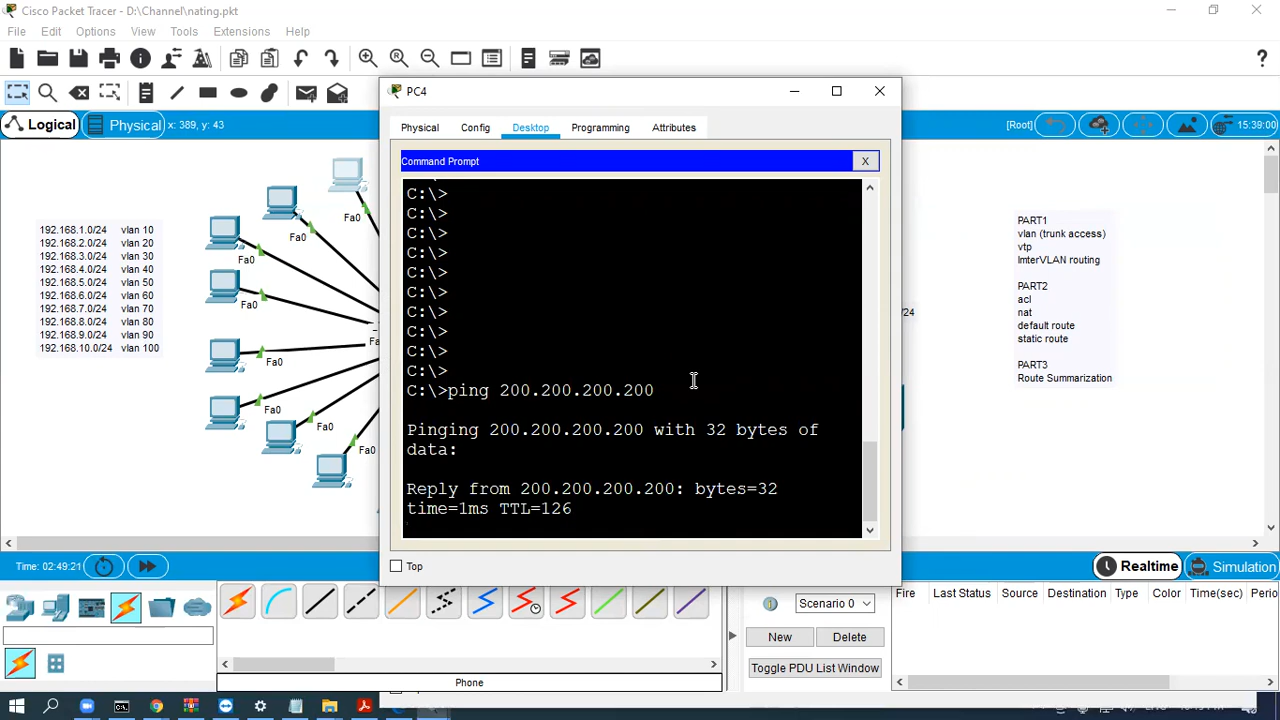 Cisco Packet Tracer - D:\Channel\nating.pkt
File Edit Options View Tools Extensions Help
Logical Physical x: 389, y: 43
[Root] 15:39:00
PC4
Physical Config Desktop Programming Attributes
Command Prompt
X
C:\>
C:\>
C:\>
C:\>
C:\>
C:\>
C:\>
C:\>
C:\>
C:\>
C:\>ping 200.200.200.200
Pinging 200.200.200.200 with 32 bytes of
data:
Reply from 200.200.200.200: bytes=32
time=1ms TTL=126
Top
192.168.1.0/24 vlan 10
192.168.2.0/24 vlan 20
192.168.3.0/24 vlan 30
192.168.4.0/24 vlan 40
192.168.5.0/24 vlan 50
192.168.6.0/24 vlan 60
192.168.7.0/24 vlan 70
192.168.8.0/24 vlan 80
192.168.9.0/24 vlan 90
192.168.10.0/24 vlan 100
Fa0
Fa0
Fa0
Fa0
Fa0
Fa0
Fa0
Fa0
/24
PART1
vlan (trunk access)
vtp
ImterVLAN routing
PART2
acl
nat
default route
static route
PART3
Route Summarization
Time: 02:49:21
Realtime Simulation
Scenario 0
New Delete
Toggle PDU List Window
Fire Last Status Source Destination Type Color Time(sec) Perio
Phone